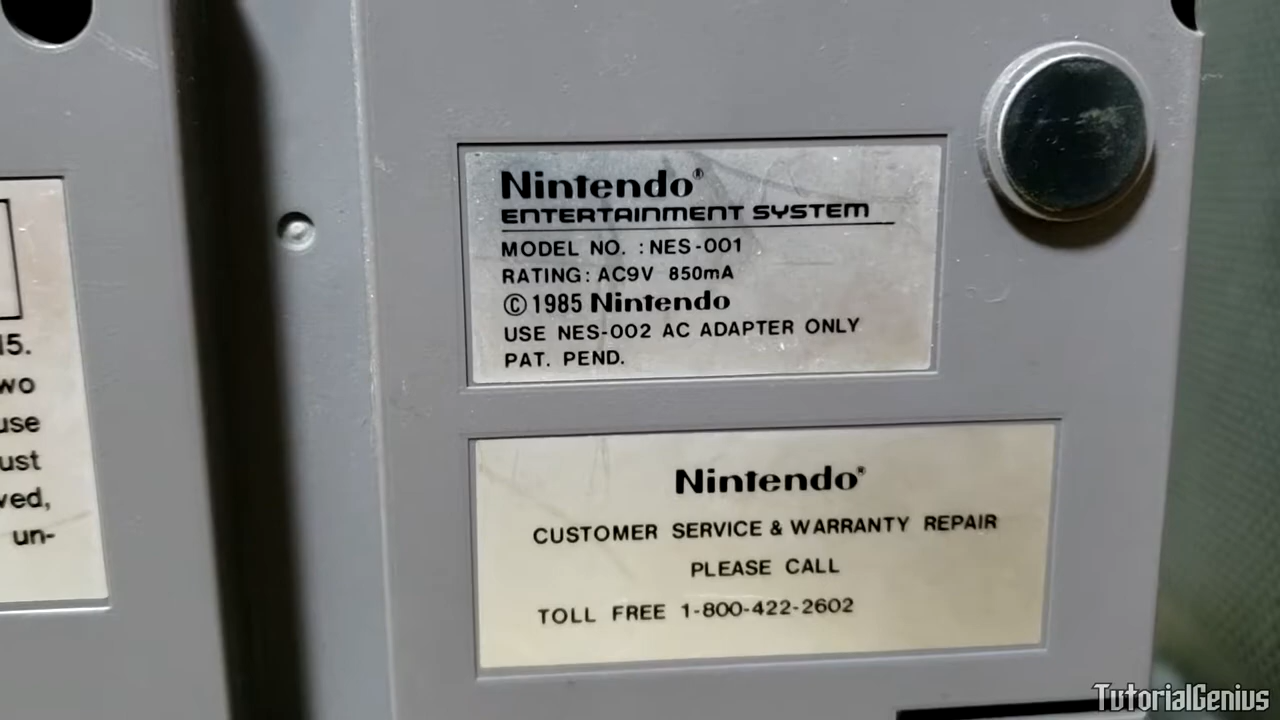 15.
wo
use
ust
ved,
un-
Nintendo®
ENTERTAINMENT SYSTEM
MODEL NO. : NES-001
RATING: AC9V 850mA
© 1985 Nintendo
USE NES-002 AC ADAPTER ONLY
PAT. PEND.
Nintendo®
CUSTOMER SERVICE & WARRANTY REPAIR
PLEASE CALL
TOLL FREE 1-800-422-2602
TutorialGenius